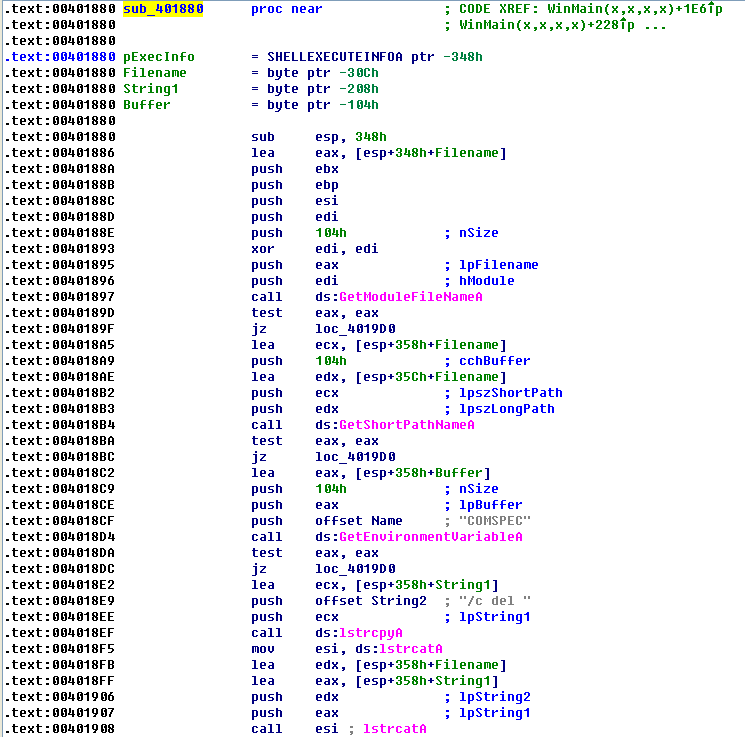 .text:00401880 sub_401880 proc near ; CODE XREF: WinMain(x,x,x,x)+1E6↑p
.text:00401880 ; WinMain(x,x,x,x)+228↑p ...
.text:00401880
.text:00401880 pExecInfo = SHELLEXECUTEINFOA ptr -348h
.text:00401880 Filename = byte ptr -30Ch
.text:00401880 String1 = byte ptr -208h
.text:00401880 Buffer = byte ptr -104h
.text:00401880
.text:00401880 sub esp, 348h
.text:00401886 lea eax, [esp+348h+Filename]
.text:0040188A push ebx
.text:0040188B push ebp
.text:0040188C push esi
.text:0040188D push edi
.text:0040188E push 104h ; nSize
.text:00401893 xor edi, edi
.text:00401895 push eax ; lpFilename
.text:00401896 push edi ; hModule
.text:00401897 call ds:GetModuleFileNameA
.text:0040189D test eax, eax
.text:0040189F jz loc_4019D0
.text:004018A5 lea ecx, [esp+358h+Filename]
.text:004018A9 push 104h ; cchBuffer
.text:004018AE lea edx, [esp+35Ch+Filename]
.text:004018B2 push ecx ; lpszShortPath
.text:004018B3 push edx ; lpszLongPath
.text:004018B4 call ds:GetShortPathNameA
.text:004018BA test eax, eax
.text:004018BC jz loc_4019D0
.text:004018C2 lea eax, [esp+358h+Buffer]
.text:004018C9 push 104h ; nSize
.text:004018CE push eax ; lpBuffer
.text:004018CF push offset Name ; "COMSPEC"
.text:004018D4 call ds:GetEnvironmentVariableA
.text:004018DA test eax, eax
.text:004018DC jz loc_4019D0
.text:004018E2 lea ecx, [esp+358h+String1]
.text:004018E9 push offset String2 ; "/c del "
.text:004018EE push ecx ; lpString1
.text:004018EF call ds:lstrcpyA
.text:004018F5 mov esi, ds:lstrcatA
.text:004018FB lea edx, [esp+358h+Filename]
.text:004018FF lea eax, [esp+358h+String1]
.text:00401906 push edx ; lpString2
.text:00401907 push eax ; lpString1
.text:00401908 call esi ; lstrcatA